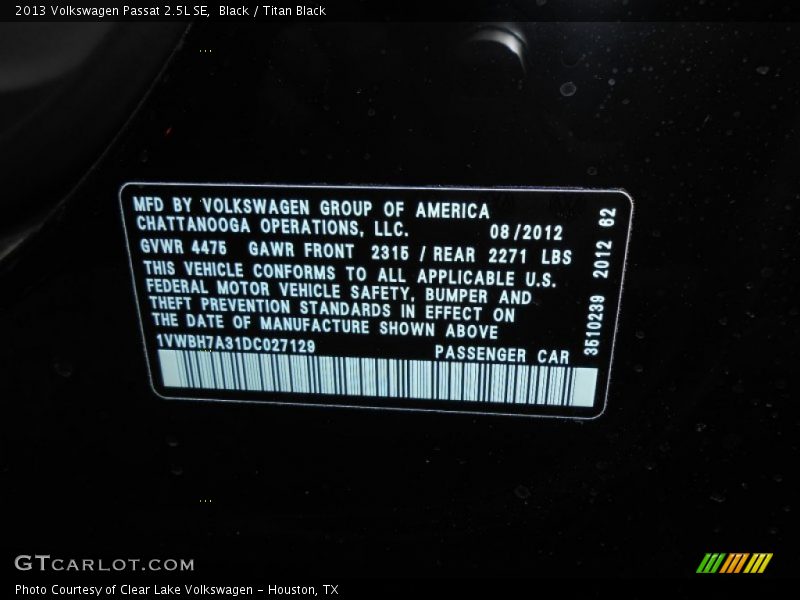 2013 Volkswagen Passat 2.5L SE, Black / Titan Black
MFD BY VOLKSWAGEN GROUP OF AMERICA
CHATTANOOGA OPERATIONS, LLC. 08/2012
GVWR 4475 GAWR FRONT 2315 / REAR 2271 LBS
THIS VEHICLE CONFORMS TO ALL APPLICABLE U.S.
FEDERAL MOTOR VEHICLE SAFETY, BUMPER AND
THEFT PREVENTION STANDARDS IN EFFECT ON
THE DATE OF MANUFACTURE SHOWN ABOVE
1VWBH7A31DC027129 PASSENGER CAR
3510239 2012 62
GTCARLOT.COM
Photo Courtesy of Clear Lake Volkswagen - Houston, TX